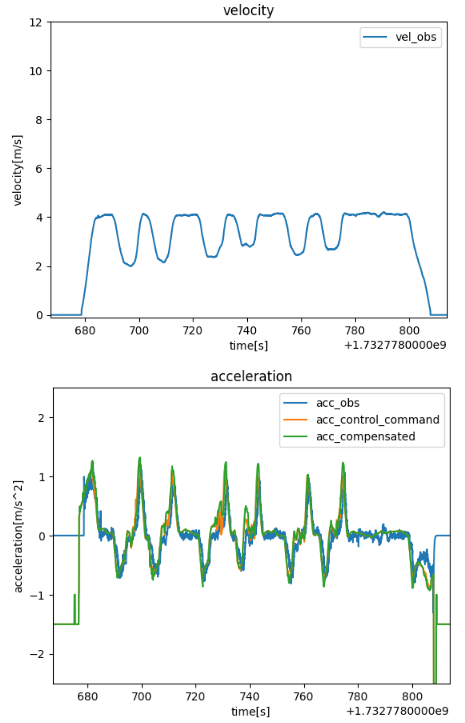 velocity
12
10
8
6
4
2
0
velocity[m/s]
vel_obs
680 700 720 740 760 780 800
time[s]
+1.7327780000e9
acceleration
2
1
0
−1
−2
acceleration[m/s^2]
acc_obs
acc_control_command
acc_compensated
680 700 720 740 760 780 800
time[s]
+1.7327780000e9